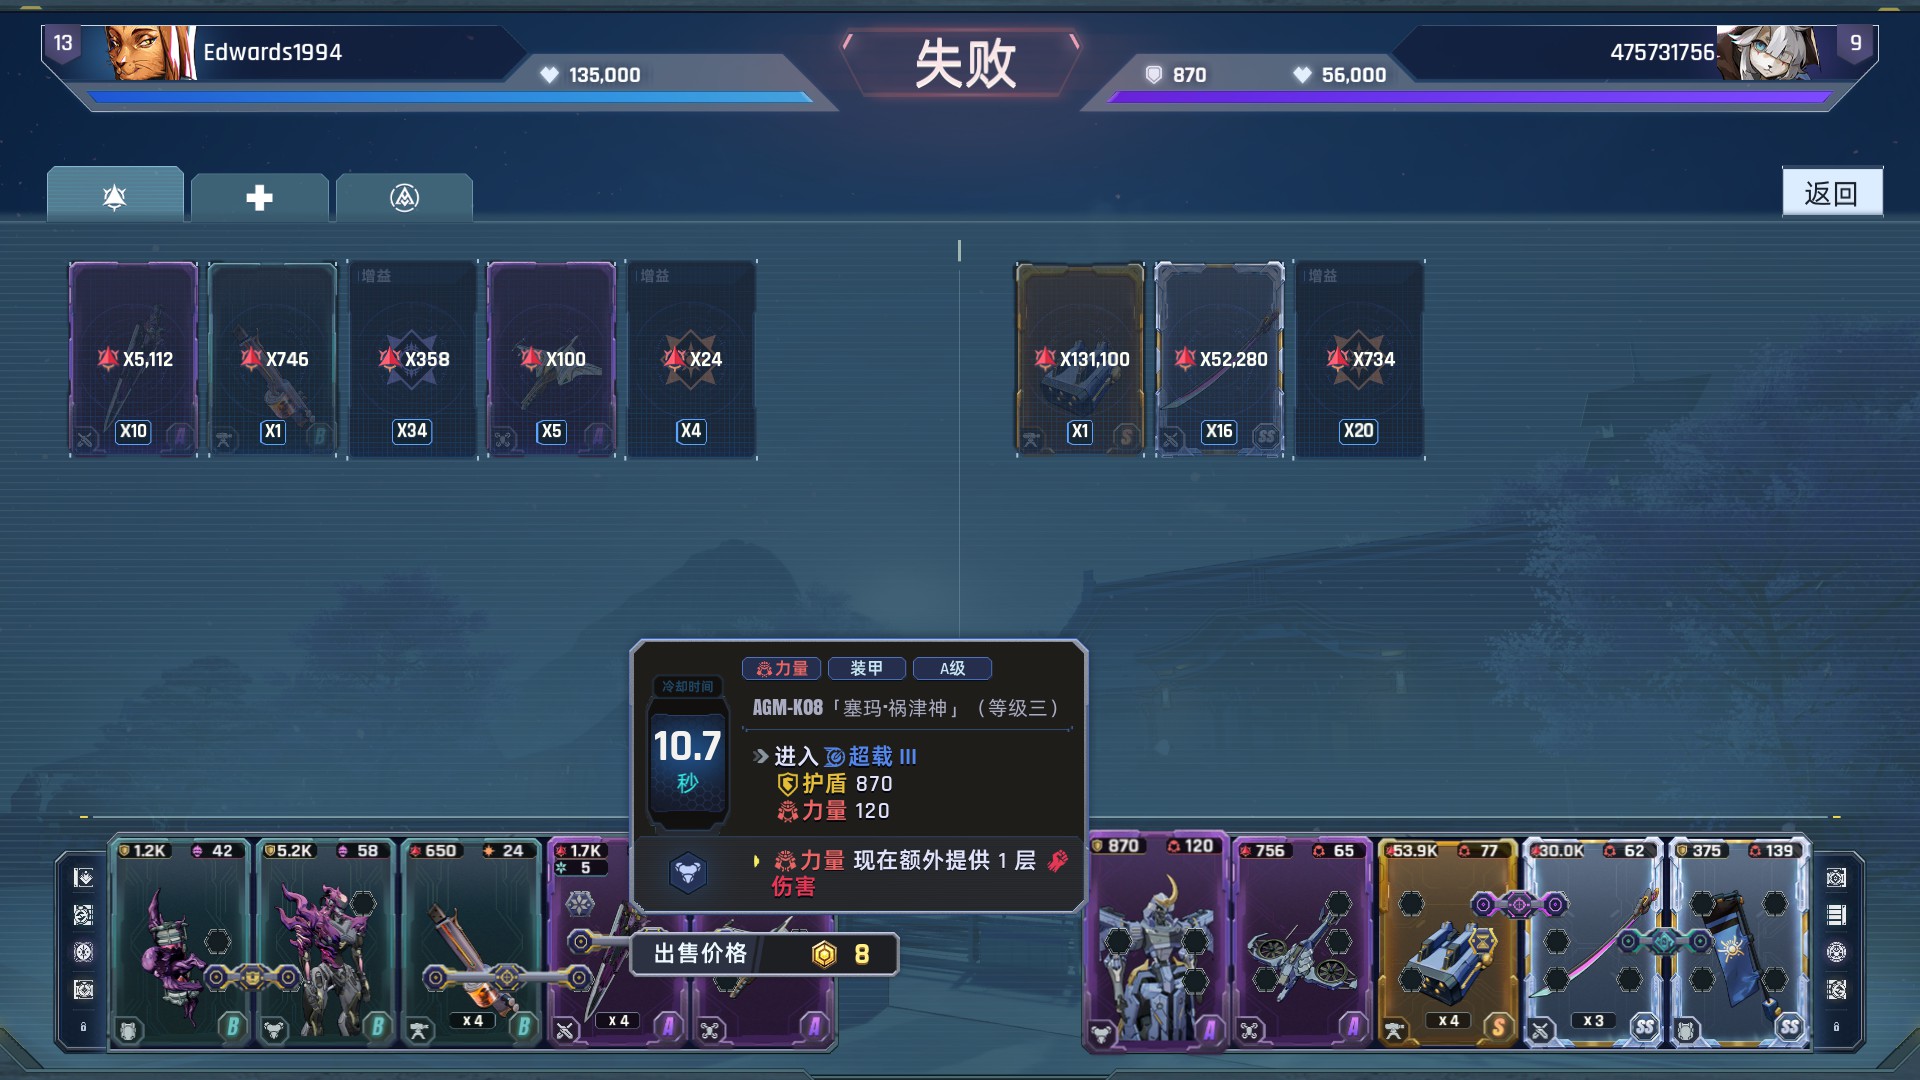 13
Edwards1994
135,000
失败
870
56,000
475731756
9
返回
X5,112
X10
A
X746
X1
B
增益
X358
X34
X100
X5
A
增益
X24
X4
X131,100
X1
S
X52,280
X16
SS
增益
X734
X20
力量
装甲
A级
冷却时间
10.7
秒
AGM-K08「塞玛·祸津神」（等级三）
进入 超载 III
护盾 870
力量 120
力量 现在额外提供 1 层
伤害
出售价格
8
1.2K 42
B
5.2K 58
B
650 24
x 4
B
1.7K
5
x 4
A
A
870 120
A
756 65
A
53.9K 77
x 4
S
30.0K 62
x 3
SS
375 139
SS